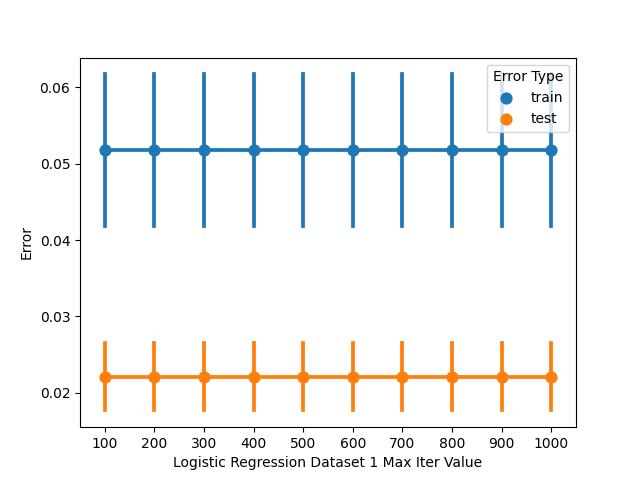 Error Type
train
test
0.06
0.05
0.04
0.03
0.02
Error
100 200 300 400 500 600 700 800 900 1000
Logistic Regression Dataset 1 Max Iter Value